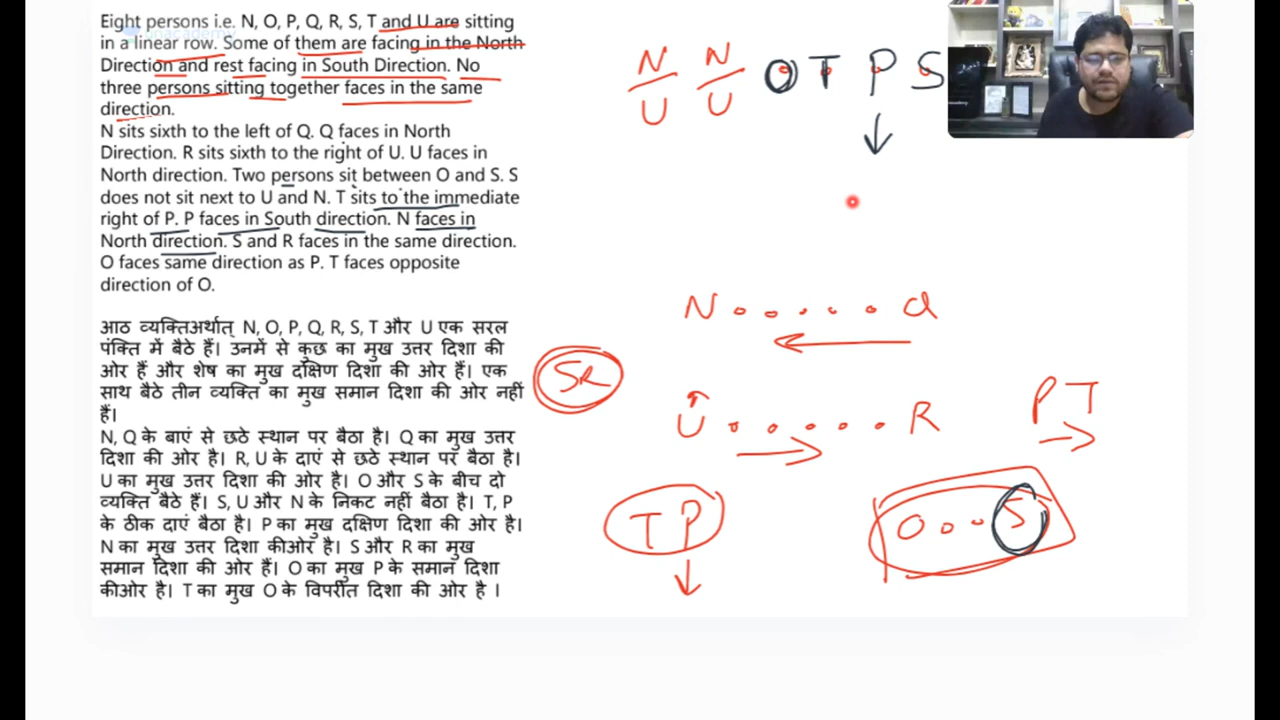 Eight persons i.e. N, O, P, Q, R, S, T and U are sitting
in a linear row. Some of them are facing in the North
Direction and rest facing in South Direction. No
three persons sitting together faces in the same
direction.
N sits sixth to the left of Q. Q faces in North
Direction. R sits sixth to the right of U. U faces in
North direction. Two persons sit between O and S. S
does not sit next to U and N. T sits to the immediate
right of P. P faces in South direction. N faces in
North direction. S and R faces in the same direction.
O faces same direction as P. T faces opposite
direction of O.
आठ व्यक्तिअर्थात् N, O, P, Q, R, S, T और U एक सरल
पंक्ति में बैठे हैं। उनमें से कुछ का मुख उत्तर दिशा की
ओर हैं और शेष का मुख दक्षिण दिशा की ओर हैं। एक
साथ बैठे तीन व्यक्ति का मुख समान दिशा की ओर नहीं
हैं।
N, Q के बाएं से छठे स्थान पर बैठा है। Q का मुख उत्तर
दिशा की ओर है। R, U के दाएं से छठे स्थान पर बैठा है।
U का मुख उत्तर दिशा की ओर है। O और S के बीच दो
व्यक्ति बैठे हैं। S, U और N के निकट नहीं बैठा है। T, P
के ठीक दाएं बैठा है। P का मुख दक्षिण दिशा की ओर है।
N का मुख उत्तर दिशा कीओर है। S और R का मुख
समान दिशा की ओर हैं। O का मुख P के समान दिशा
कीओर है। T का मुख O के विपरीत दिशा की ओर है ।
N N O T P S
U U
N Q
SR
U R P T
T P O S